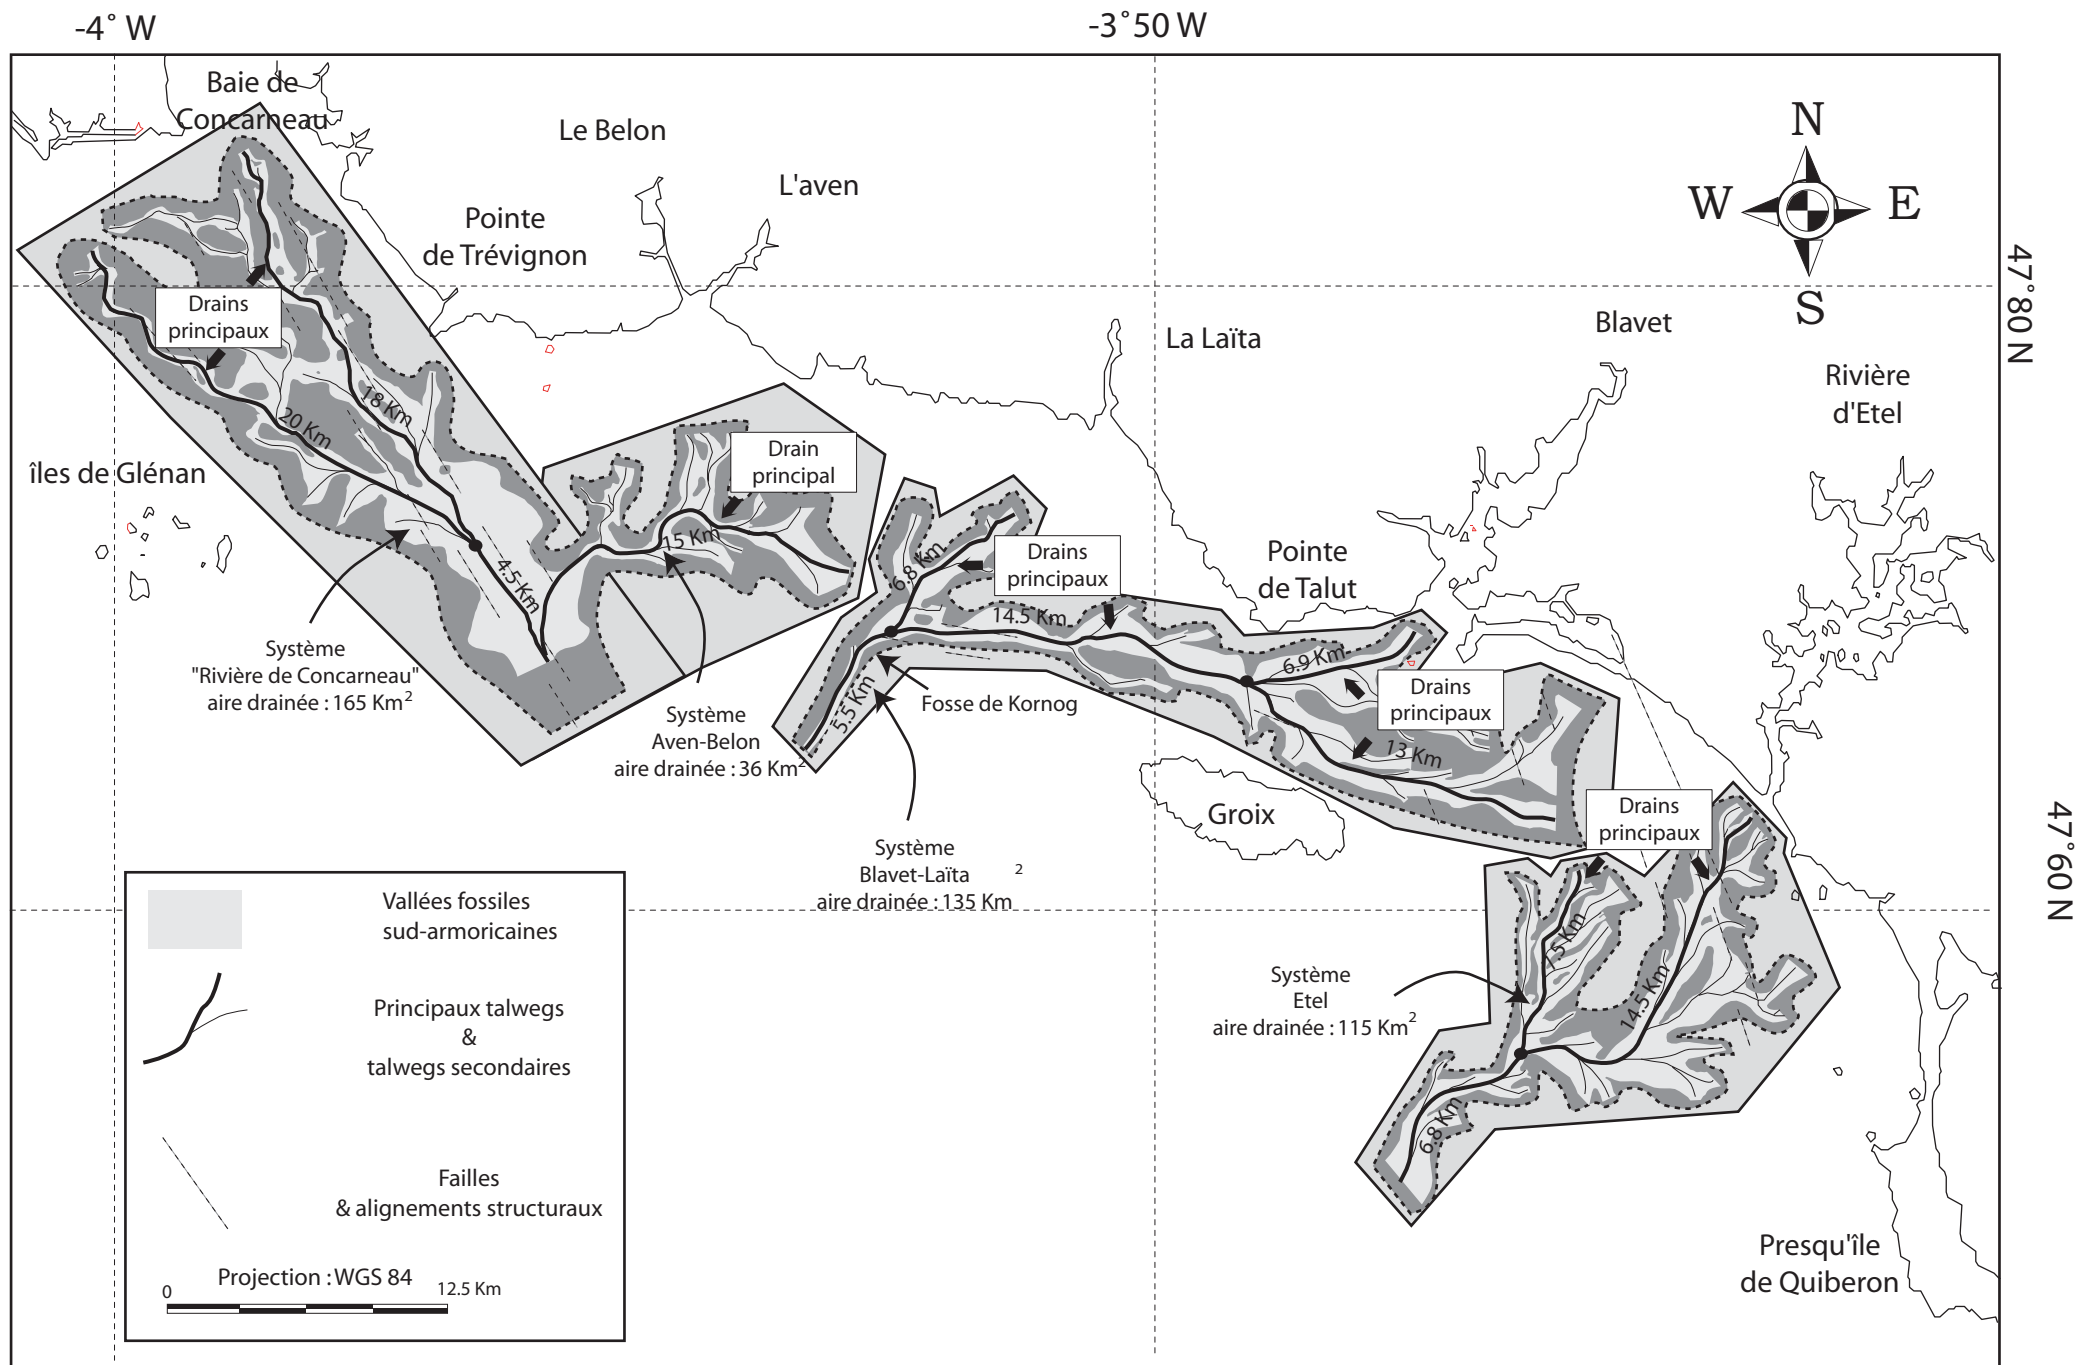 -4° W
-3°50 W
Baie de
Concarneau
Le Belon
L'aven
Pointe
de Trévignon
N
W
E
S
47°80 N
Drains
principaux
La Laïta
Blavet
Rivière
d'Etel
18 Km
20 Km
îles de Glénan
Drain
principal
15 Km
4.5 Km
6.8 Km
Drains
principaux
14.5 Km
Pointe
de Talut
6.9 Km
Drains
principaux
13 Km
5.5 Km
Fosse de Kornog
Système
"Rivière de Concarneau"
aire drainée : 165 Km2
Système
Aven-Belon
aire drainée : 36 Km2
Groix
Drains
principaux
47°60 N
Système
Blavet-Laïta
aire drainée : 135 Km2
7.5 Km
14.5 Km
Système
Etel
aire drainée : 115 Km2
6.8 Km
Presqu'île
de Quiberon
Vallées fossiles
sud-armoricaines
Principaux talwegs
&
talwegs secondaires
Failles
& alignements structuraux
Projection : WGS 84
0
12.5 Km